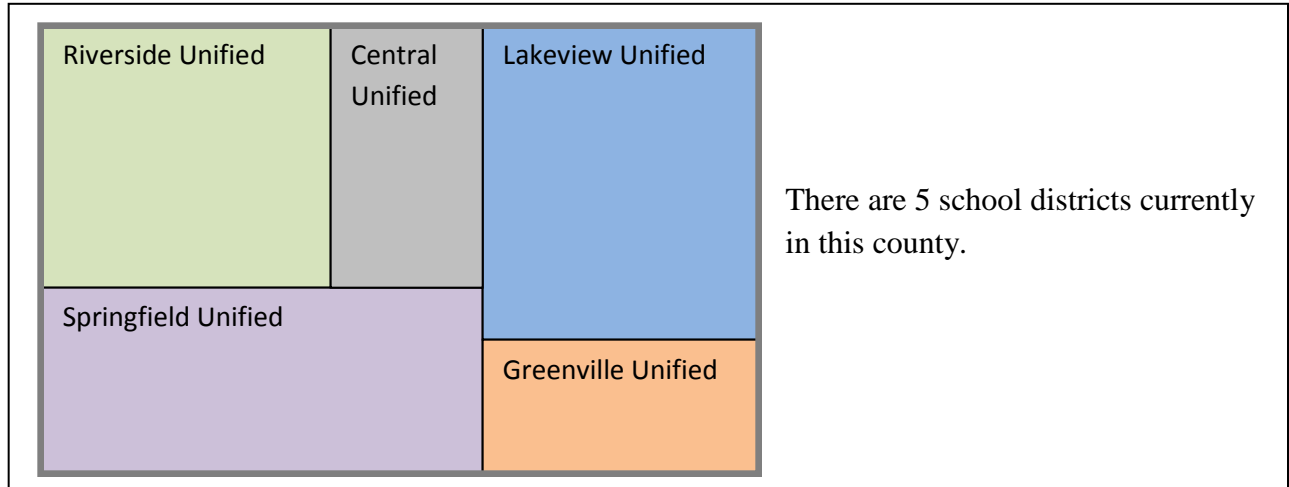 Riverside Unified
Central
Unified
Lakeview Unified
There are 5 school districts currently
in this county.
Springfield Unified
Greenville Unified